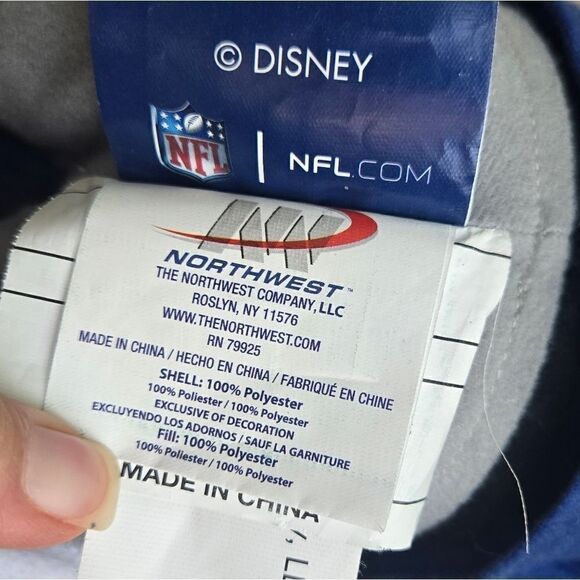 © DISNEY
NFL | NFL.COM
NORTHWEST™
THE NORTHWEST COMPANY, LLC
ROSLYN, NY 11576
WWW.THENORTHWEST.COM
RN 79925
MADE IN CHINA / HECHO EN CHINA / FABRIQUÉ EN CHINE
SHELL: 100% Polyester
100% Poliester / 100% Polyester
EXCLUSIVE OF DECORATION
EXCLUYENDO LOS ADORNOS / SAUF LA GARNITURE
Fill: 100% Polyester
100% Poliester / 100% Polyester
MADE IN CHINA